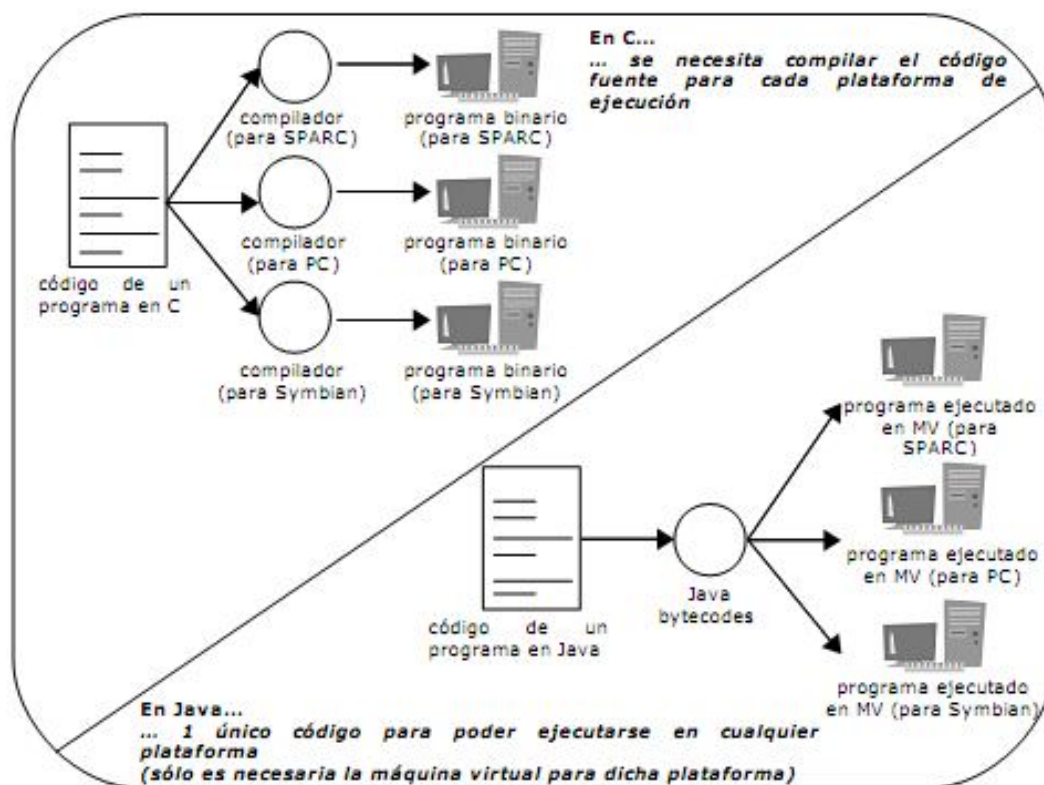 En C...
... se necesita compilar el código
fuente para cada plataforma de
ejecución
compilador
(para SPARC)
programa binario
(para SPARC)
compilador
(para PC)
programa binario
(para PC)
código de un
programa en C
compilador
(para Symbian)
programa binario
(para Symbian)
programa ejecutado
en MV (para
SPARC)
programa ejecutado
en MV (para PC)
Java
bytecodes
código de un
programa en Java
programa ejecutado
en MV (para Symbian)
En Java...
... 1 único código para poder ejecutarse en cualquier
plataforma
(sólo es necesaria la máquina virtual para dicha plataforma)